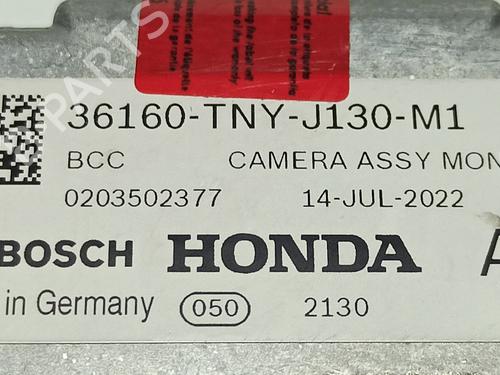 36160-TNY-J130-M1
BCC CAMERA ASSY MON
0203502377 14-JUL-2022
BOSCH HONDA A
in Germany 050 2130